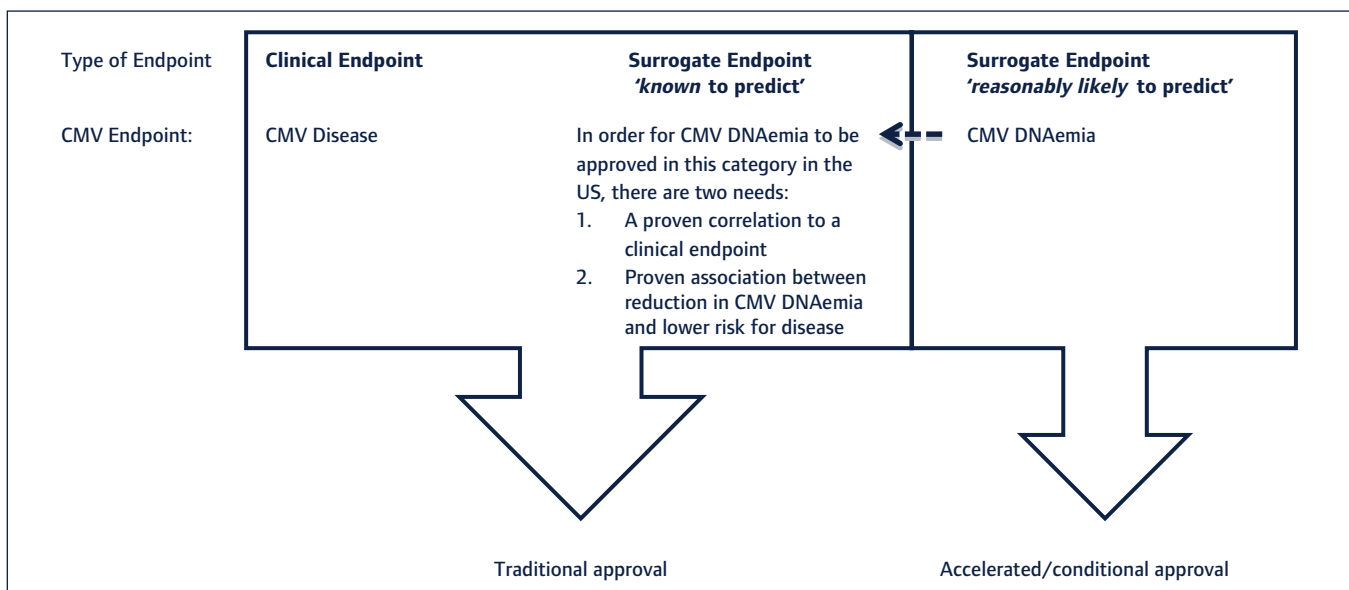 Type of Endpoint
Clinical Endpoint
Surrogate Endpoint
‘known to predict’
Surrogate Endpoint
‘reasonably likely to predict’
CMV Endpoint:
CMV Disease
In order for CMV DNAemia to be
approved in this category in the
US, there are two needs:
1. A proven correlation to a
clinical endpoint
2. Proven association between
reduction in CMV DNAemia
and lower risk for disease
CMV DNAemia
Traditional approval
Accelerated/conditional approval